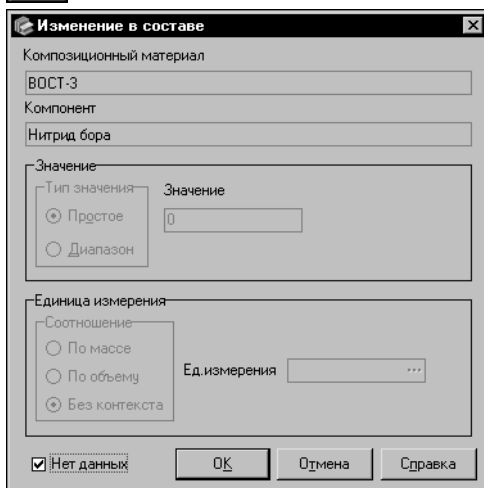 Изменение в составе
Композиционный материал
ВОСТ-3
Компонент
Нитрид бора
Значение
Тип значения
Значение
Простое
0
Диапазон
Единица измерения
Соотношение
По массе
По объему
Ед.измерения
...
Без контекста
Нет данных
OK
Отмена
Справка